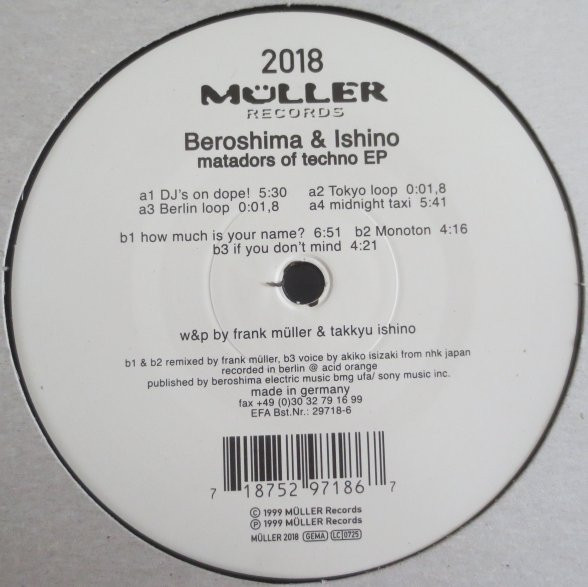 2018
MÜLLER
RECORDS
Beroshima & Ishino
matadors of techno EP
a1 DJ's on dope! 5:30 a2 Tokyo loop 0:01,8
a3 Berlin loop 0:01,8 a4 midnight taxi 5:41
b1 how much is your name? 6:51 b2 Monoton 4:16
b3 if you don't mind 4:21
w&p by frank müller & takkyu ishino
b1 & b2 remixed by frank müller, b3 voice by akiko isizaki from nhk japan
recorded in berlin @ acid orange
published by beroshima electric music bmg ufa/ sony music inc.
made in germany
fax +49 (0)30 32 79 16 99
EFA Bst.Nr.: 29718-6
7 18752 97186 7
© 1999 MÜLLER Records
℗ 1999 MÜLLER Records
MÜLLER 2018 GEMA LC 0725